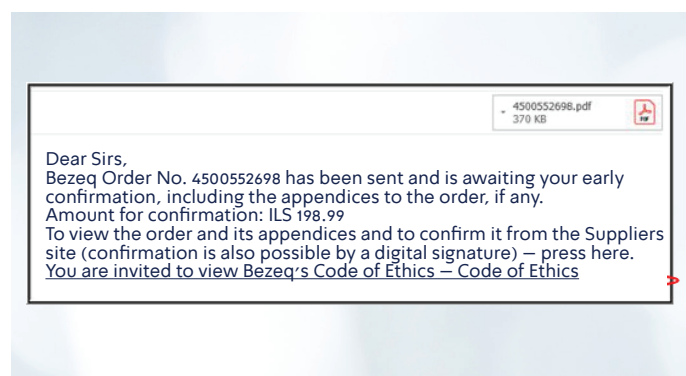 4500552698.pdf
370 KB
PDF
Dear Sirs,
Bezeq Order No. 4500552698 has been sent and is awaiting your early
confirmation, including the appendices to the order, if any.
Amount for confirmation: ILS 198.99
To view the order and its appendices and to confirm it from the Suppliers
site (confirmation is also possible by a digital signature) – press here.
You are invited to view Bezeq's Code of Ethics – Code of Ethics